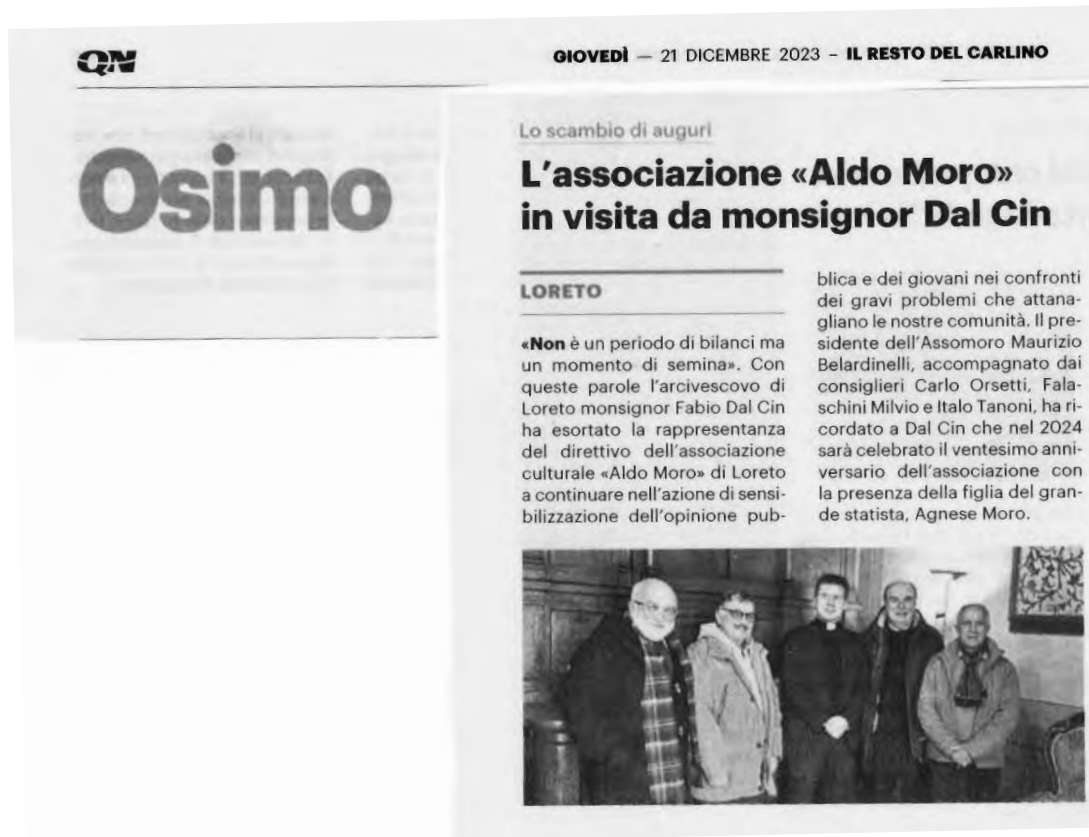 QN
GIOVEDÌ — 21 DICEMBRE 2023 – IL RESTO DEL CARLINO
Osimo
Lo scambio di auguri
L'associazione «Aldo Moro»
in visita da monsignor Dal Cin
LORETO
«Non è un periodo di bilanci ma
un momento di semina». Con
queste parole l'arcivescovo di
Loreto monsignor Fabio Dal Cin
ha esortato la rappresentanza
del direttivo dell'associazione
culturale «Aldo Moro» di Loreto
a continuare nell'azione di sensi-
bilizzazione dell'opinione pub-
blica e dei giovani nei confronti
dei gravi problemi che attana-
gliano le nostre comunità. Il pre-
sidente dell'Assomoro Maurizio
Belardinelli, accompagnato dai
consiglieri Carlo Orsetti, Fala-
schini Milvio e Italo Tanoni, ha ri-
cordato a Dal Cin che nel 2024
sarà celebrato il ventesimo anni-
versario dell'associazione con
la presenza della figlia del gran-
de statista, Agnese Moro.